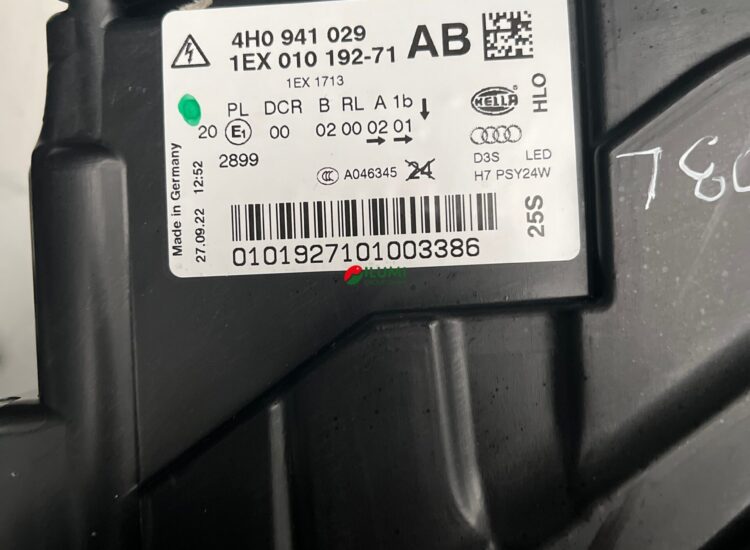 4H0 941 029 AB
1EX 010 192-71
1EX 1713
PL DCR B RL A 1b ↓
20 E1 00 02 00 02 01
→ →
2899
CCC A046345 24
HELLA
HLO
D3S LED
H7 PSY24W
25S
Made in Germany
27.09.22 12:52
0101927101003386